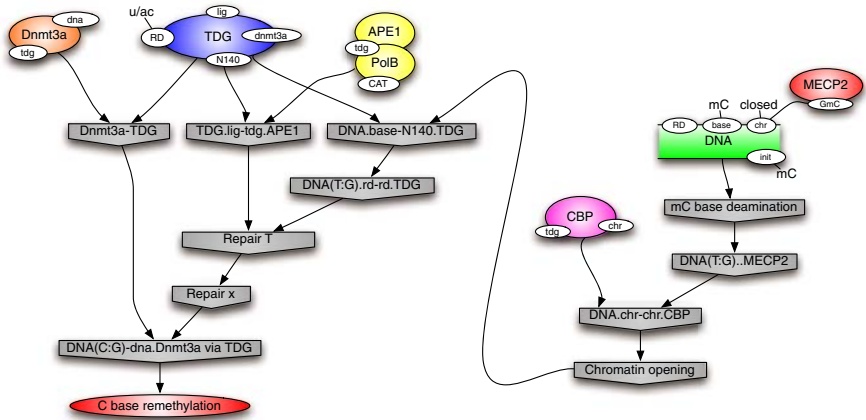 u/ac
lig
dna
Dnmt3a
tdg
RD
TDG
dnmt3a
N140
APE1
tdg
PolB
CAT
MECP2
GmC
mC
closed
RD
base
chr
DNA
init
mC
Dnmt3a-TDG
TDG.lig-tdg.APE1
DNA.base-N140.TDG
DNA(T:G).rd-rd.TDG
mC base deamination
CBP
tdg
chr
Repair T
DNA(T:G)..MECP2
Repair x
DNA.chr-chr.CBP
DNA(C:G)-dna.Dnmt3a via TDG
Chromatin opening
C base remethylation